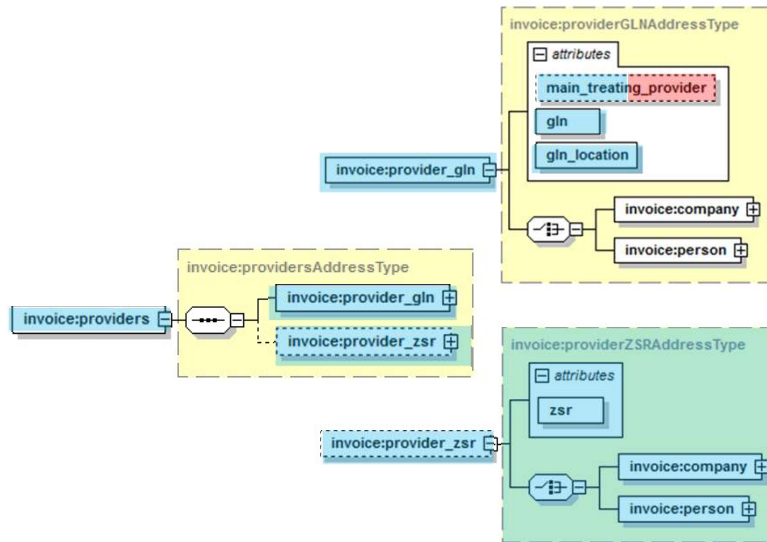 invoice:providerGLNAddressType
attributes
main_treating_provider
gln
gln_location
invoice:provider_gln
invoice:company
invoice:person
invoice:providersAddressType
invoice:provider_gln
invoice:providers
invoice:provider_zsr
invoice:providerZSRAddressType
attributes
zsr
invoice:provider_zsr
invoice:company
invoice:person